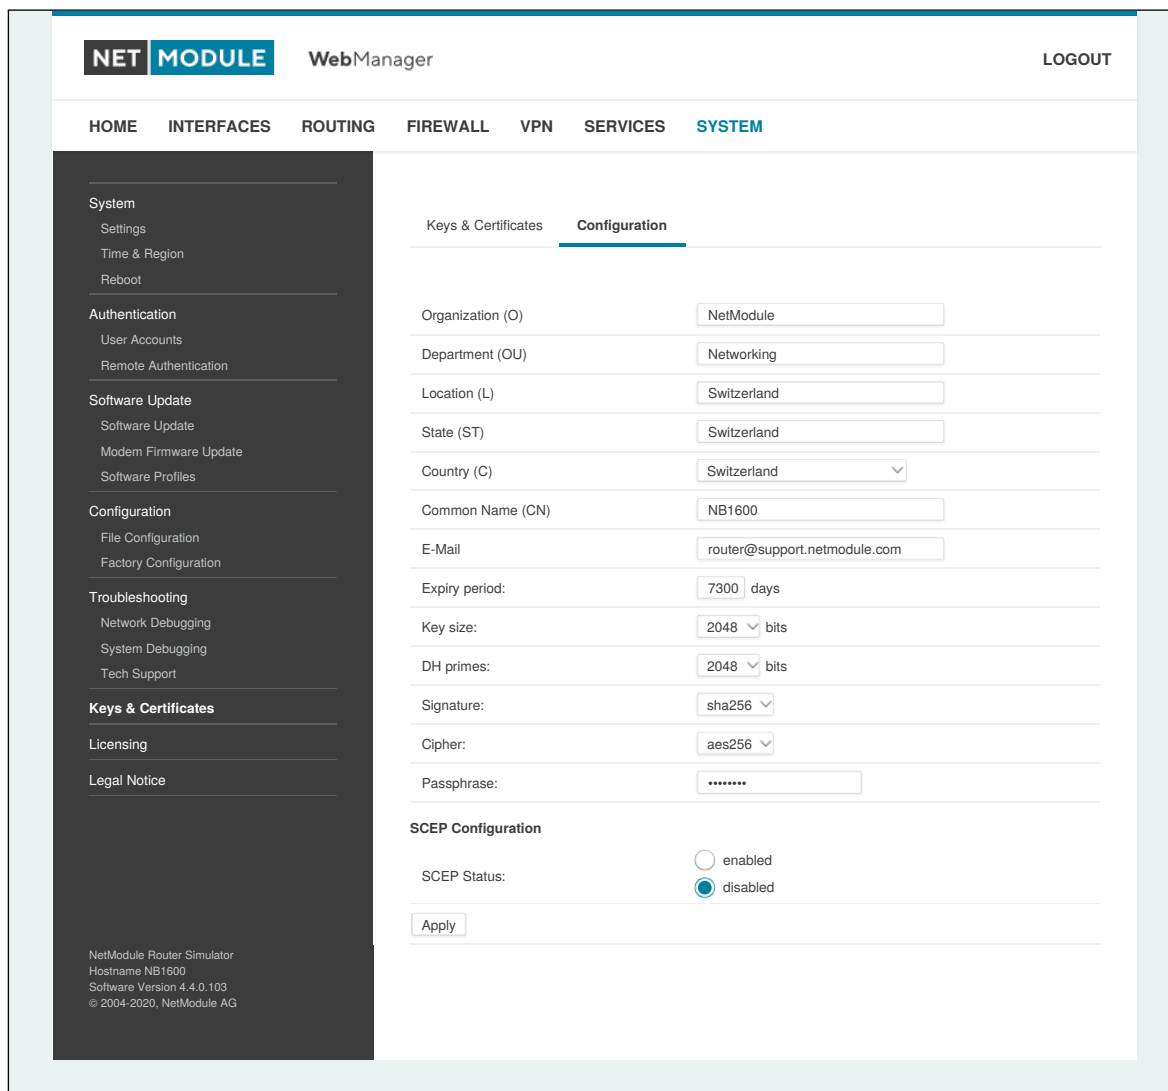 NET MODULE WebManager LOGOUT
HOME INTERFACES ROUTING FIREWALL VPN SERVICES SYSTEM
System
Settings
Time & Region
Reboot
Authentication
User Accounts
Remote Authentication
Software Update
Software Update
Modem Firmware Update
Software Profiles
Configuration
File Configuration
Factory Configuration
Troubleshooting
Network Debugging
System Debugging
Tech Support
Keys & Certificates
Licensing
Legal Notice
NetModule Router Simulator
Hostname NB1600
Software Version 4.4.0.103
© 2004-2020, NetModule AG
Keys & Certificates Configuration
Organization (O) NetModule
Department (OU) Networking
Location (L) Switzerland
State (ST) Switzerland
Country (C) Switzerland
Common Name (CN) NB1600
E-Mail router@support.netmodule.com
Expiry period: 7300 days
Key size: 2048 bits
DH primes: 2048 bits
Signature: sha256
Cipher: aes256
Passphrase: ••••••••
SCEP Configuration
SCEP Status:
enabled
disabled
Apply